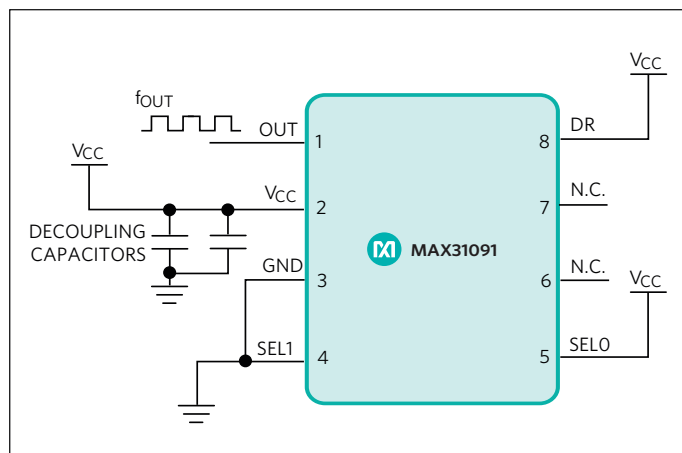 fOUT
OUT
1
VCC
VCC
2
DECOUPLING
CAPACITORS
GND
3
SEL1
4
MAX31091
VCC
8
DR
7
N.C.
6
N.C.
VCC
5
SEL0